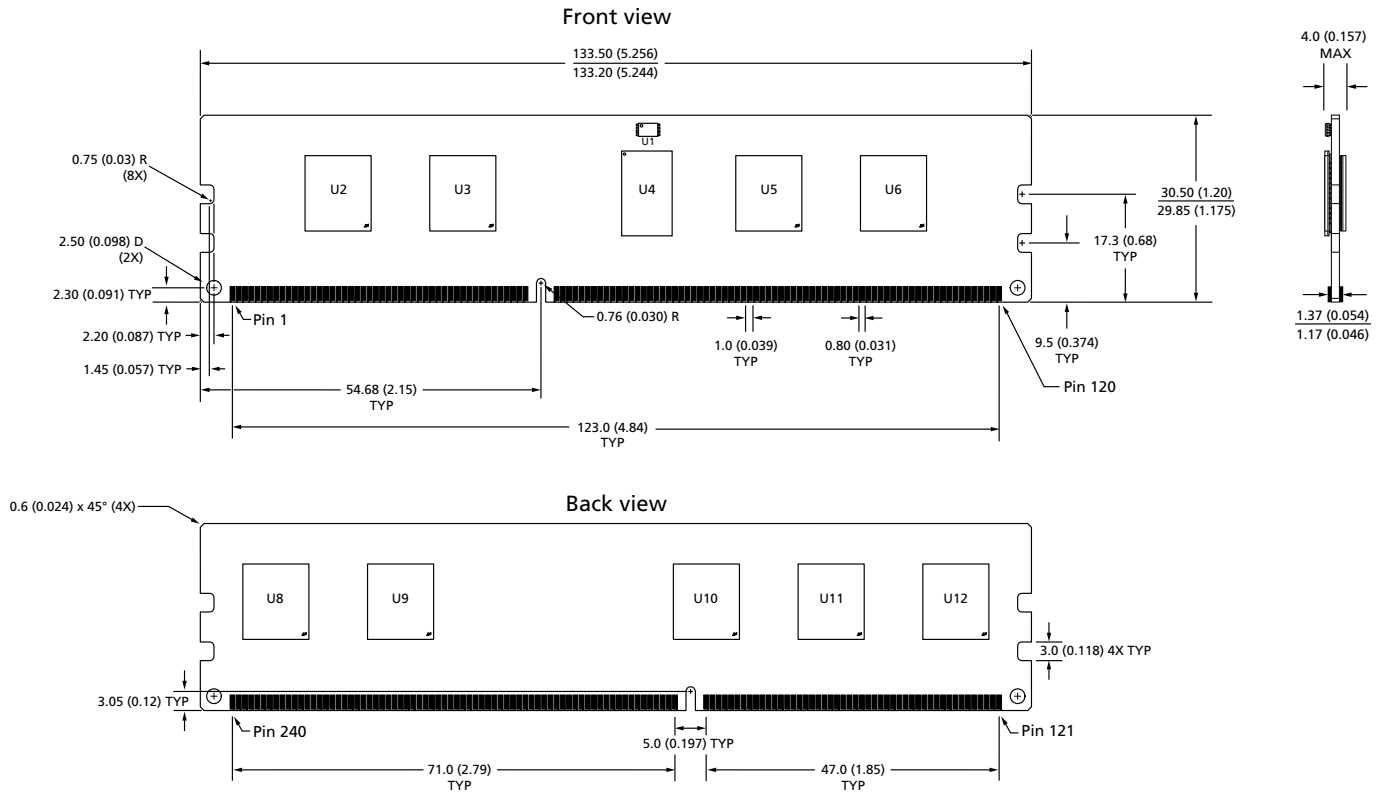 Front view
133.50 (5.256)
133.20 (5.244)
4.0 (0.157)
MAX
U1
0.75 (0.03) R
(8X)
U2
U3
U4
U5
U6
30.50 (1.20)
29.85 (1.175)
17.3 (0.68)
TYP
2.50 (0.098) D
(2X)
2.30 (0.091) TYP
Pin 1
0.76 (0.030) R
2.20 (0.087) TYP
1.0 (0.039)
TYP
0.80 (0.031)
TYP
9.5 (0.374)
TYP
1.37 (0.054)
1.17 (0.046)
1.45 (0.057) TYP
54.68 (2.15)
TYP
Pin 120
123.0 (4.84)
TYP
Back view
0.6 (0.024) x 45° (4X)
U8
U9
U10
U11
U12
3.0 (0.118) 4X TYP
3.05 (0.12) TYP
Pin 240
5.0 (0.197) TYP
Pin 121
71.0 (2.79)
TYP
47.0 (1.85)
TYP